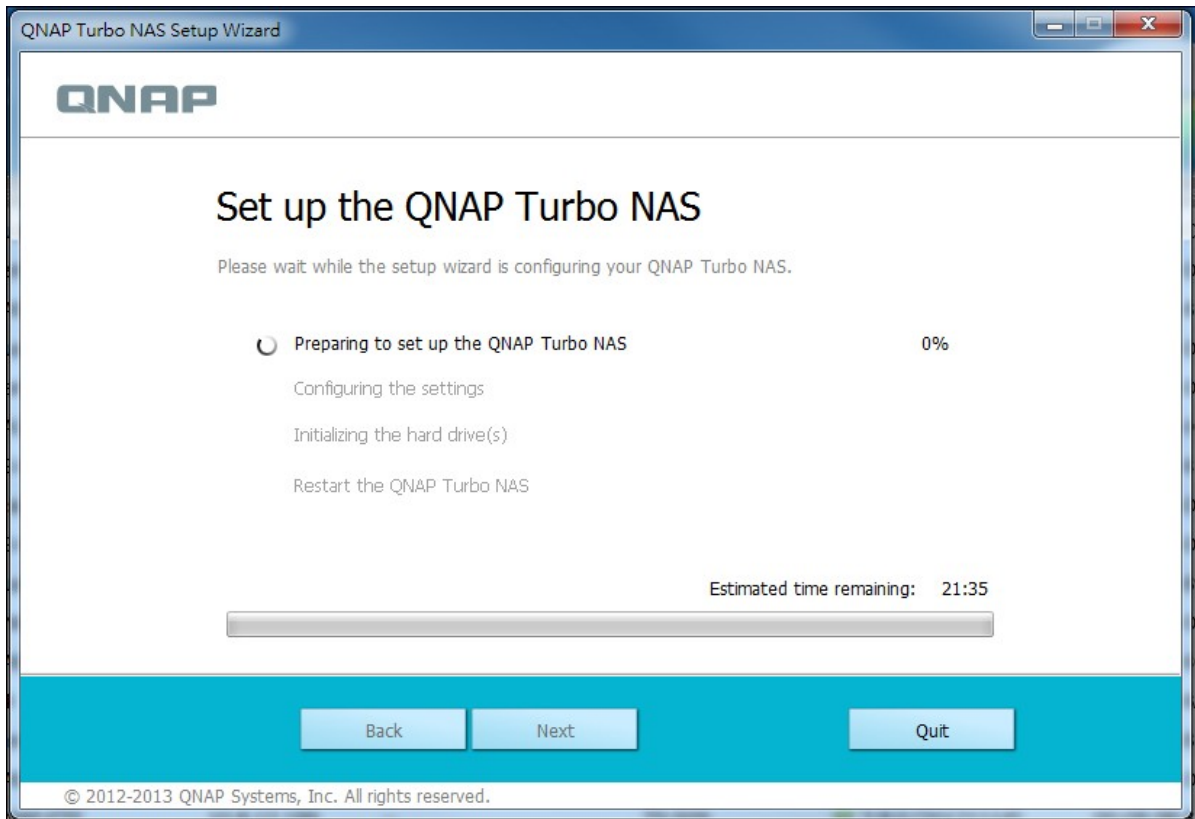 QNAP Turbo NAS Setup Wizard
QNAP
Set up the QNAP Turbo NAS
Please wait while the setup wizard is configuring your QNAP Turbo NAS.
Preparing to set up the QNAP Turbo NAS 0%
Configuring the settings
Initializing the hard drive(s)
Restart the QNAP Turbo NAS
Estimated time remaining: 21:35
Back Next Quit
© 2012-2013 QNAP Systems, Inc. All rights reserved.